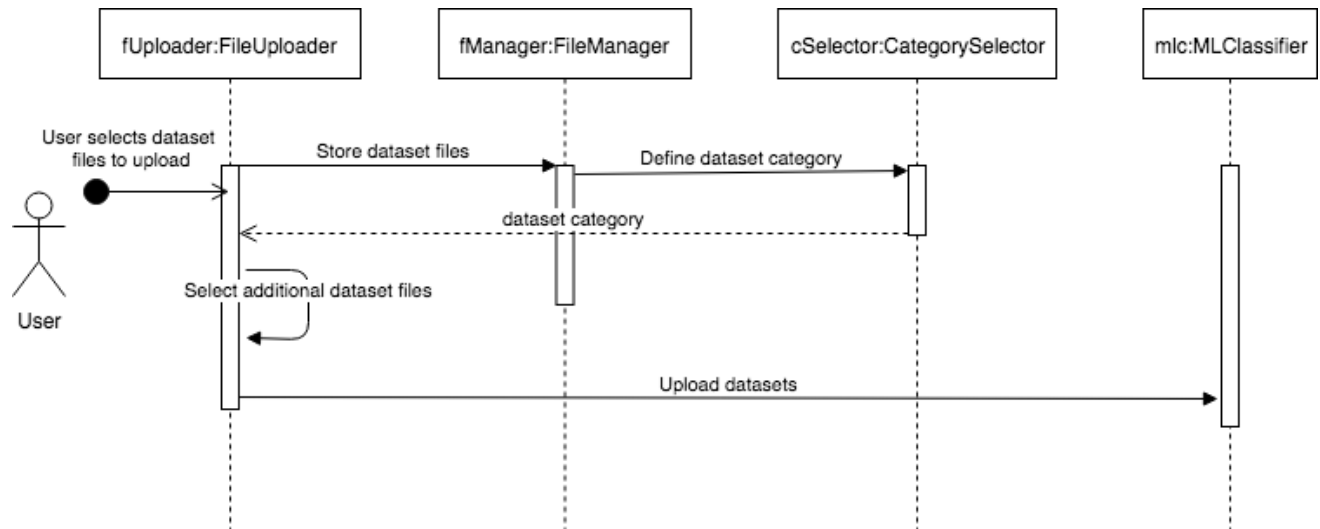 fUploader:FileUploader
fManager:FileManager
cSelector:CategorySelector
mlc:MLClassifier
User selects dataset
files to upload
Store dataset files
Define dataset category
dataset category
Select additional dataset files
User
Upload datasets